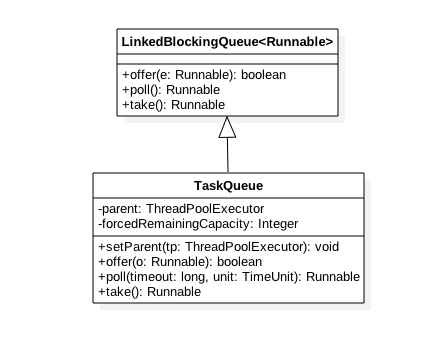 LinkedBlockingQueue<Runnable>
+offer(e: Runnable): boolean
+poll(): Runnable
+take(): Runnable
TaskQueue
-parent: ThreadPoolExecutor
-forcedRemainingCapacity: Integer
+setParent(tp: ThreadPoolExecutor): void
+offer(o: Runnable): boolean
+poll(timeout: long, unit: TimeUnit): Runnable
+take(): Runnable